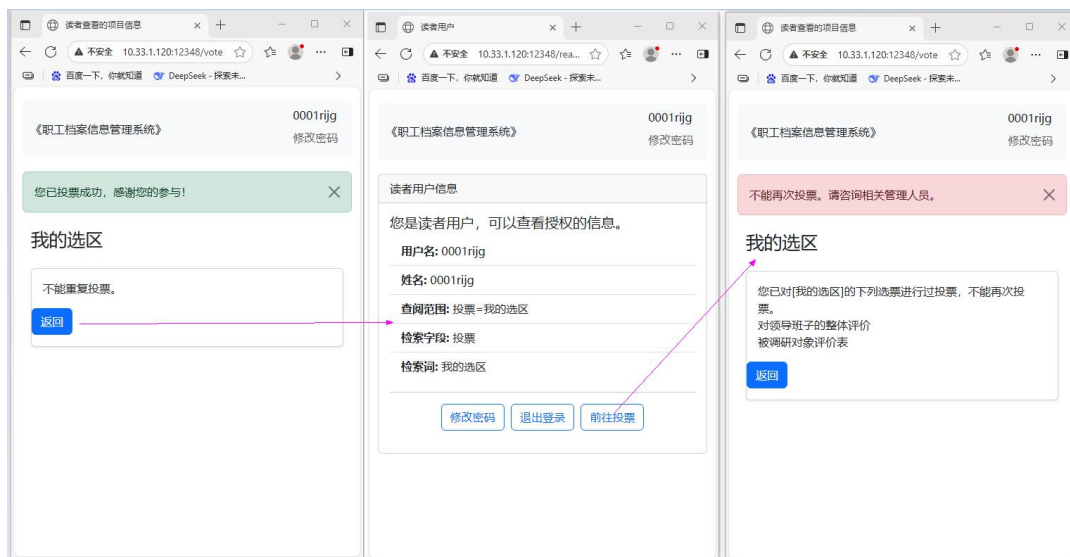 读者查看的项目信息
不安全 10.33.1.120:12348/vote
百度一下，你就知道 DeepSeek - 探索未...
《职工档案信息管理系统》
0001rijg
修改密码
您已投票成功，感谢您的参与！
我的选区
不能重复投票。
返回
读者用户
不安全 10.33.1.120:12348/rea...
百度一下，你就知道 DeepSeek - 探索未...
《职工档案信息管理系统》
0001rijg
修改密码
读者用户信息
您是读者用户，可以查看授权的信息。
用户名: 0001rijg
姓名: 0001rijg
查阅范围: 投票=我的选区
检索字段: 投票
检索词: 我的选区
修改密码 退出登录 前往投票
读者查看的项目信息
不安全 10.33.1.120:12348/vote
百度一下，你就知道 DeepSeek - 探索未...
《职工档案信息管理系统》
0001rijg
修改密码
不能再次投票。请咨询相关管理人员。
我的选区
您已对[我的选区]的下列选票进行过投票，不能再次投
票。
对领导班子的整体评价
被调研对象评价表
返回